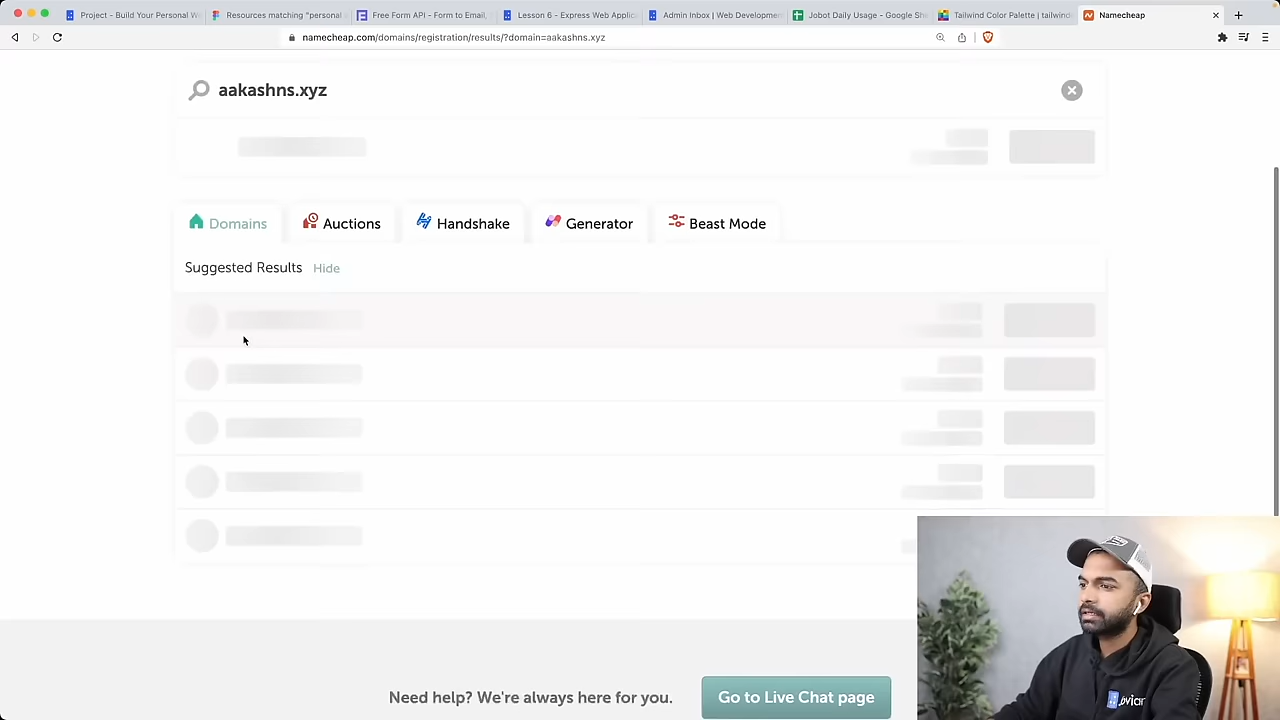 Project - Build Your Personal W
Resources matching "personal
Free Form API - Form to Email,
Lesson 6 - Express Web Applic
Admin Inbox | Web Developmen
Jobot Daily Usage - Google She
Tailwind Color Palette | tailwind
Namecheap
namecheap.com/domains/registration/results/?domain=aakashns.xyz
aakashns.xyz
Domains
Auctions
Handshake
Generator
Beast Mode
Suggested Results Hide
Need help? We're always here for you.
Go to Live Chat page